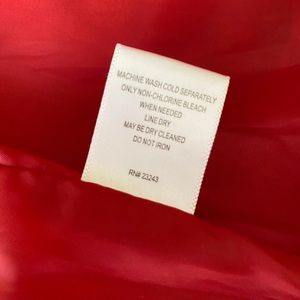 MACHINE WASH COLD SEPARATELY
ONLY NON-CHLORINE BLEACH
WHEN NEEDED
LINE DRY
MAY BE DRY CLEANED
DO NOT IRON
RN# 23243